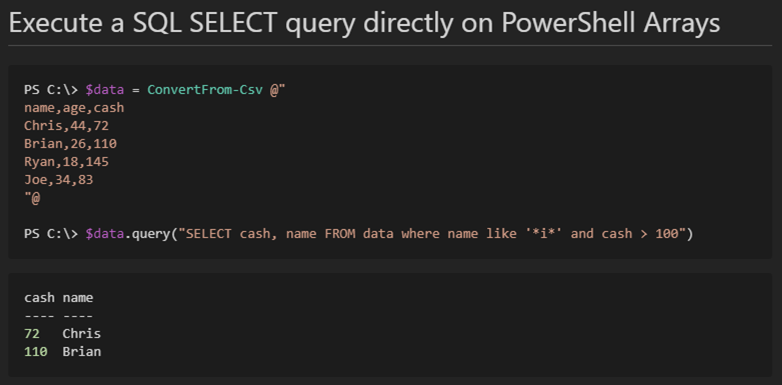 Execute a SQL SELECT query directly on PowerShell Arrays
PS C:\> $data = ConvertFrom-Csv @"
name,age,cash
Chris,44,72
Brian,26,110
Ryan,18,145
Joe,34,83
"@
PS C:\> $data.query("SELECT cash, name FROM data where name like '*i*' and cash > 100")
cash name
---- ----
72   Chris
110  Brian